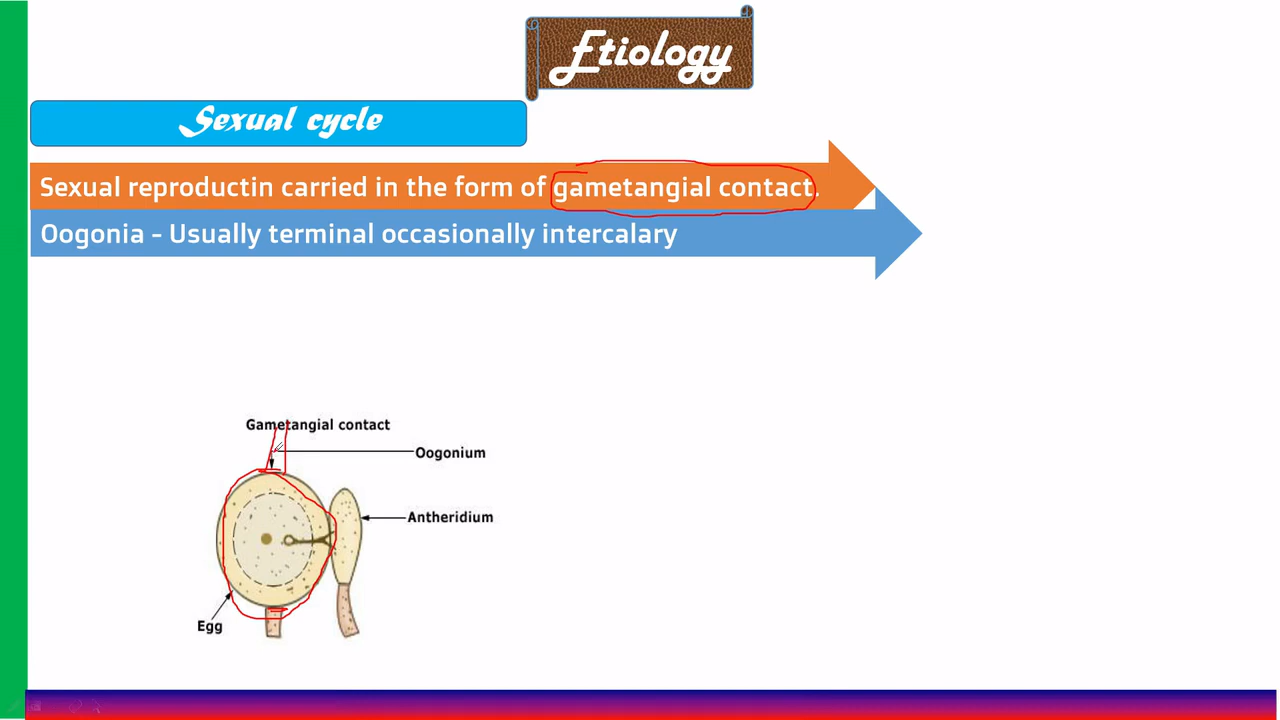 Etiology
Sexual cycle
Sexual reproductin carried in the form of gametangial contact.
Oogonia - Usually terminal occasionally intercalary
Gametangial contact
Oogonium
Antheridium
Egg